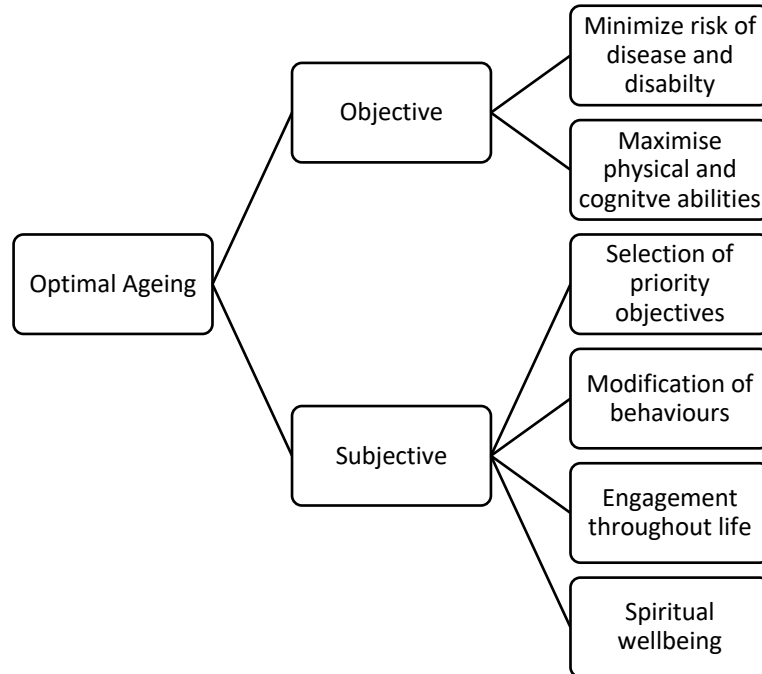 Minimize risk of
disease and
disabilty
Objective
Maximise
physical and
cognitve abilities
Optimal Ageing
Selection of
priority
objectives
Modification of
behaviours
Subjective
Engagement
throughout life
Spiritual
wellbeing